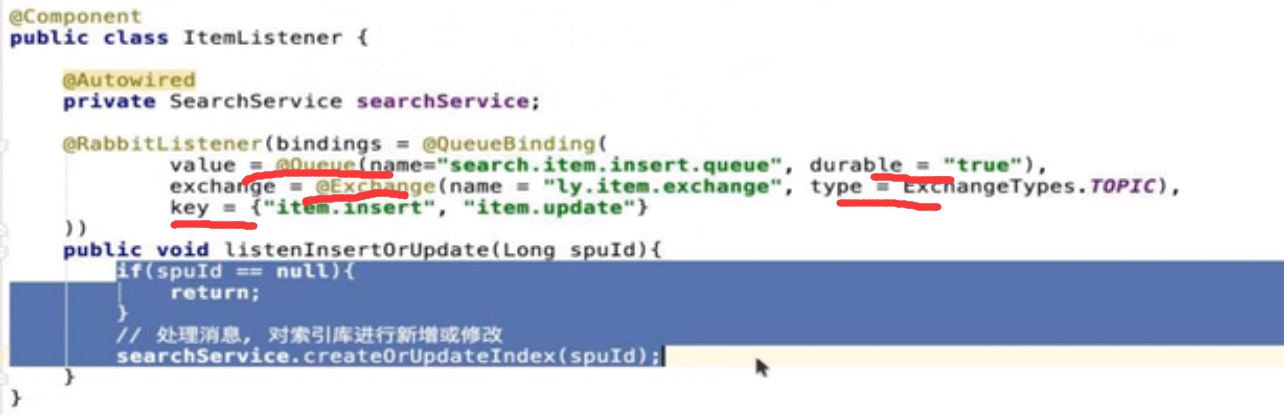 @Component
public class ItemListener {
@Autowired
private SearchService searchService;
@RabbitListener(bindings = @QueueBinding(
value = @Queue(name="search.item.insert.queue", durable = "true"),
exchange = @Exchange(name = "ly.item.exchange", type = ExchangeTypes.TOPIC),
key = {"item.insert", "item.update"}
))
public void listenInsertOrUpdate(Long spuId){
if(spuId == null){
return;
}
// 处理消息, 对索引库进行新增或修改
searchService.createOrUpdateIndex(spuId);
}
}